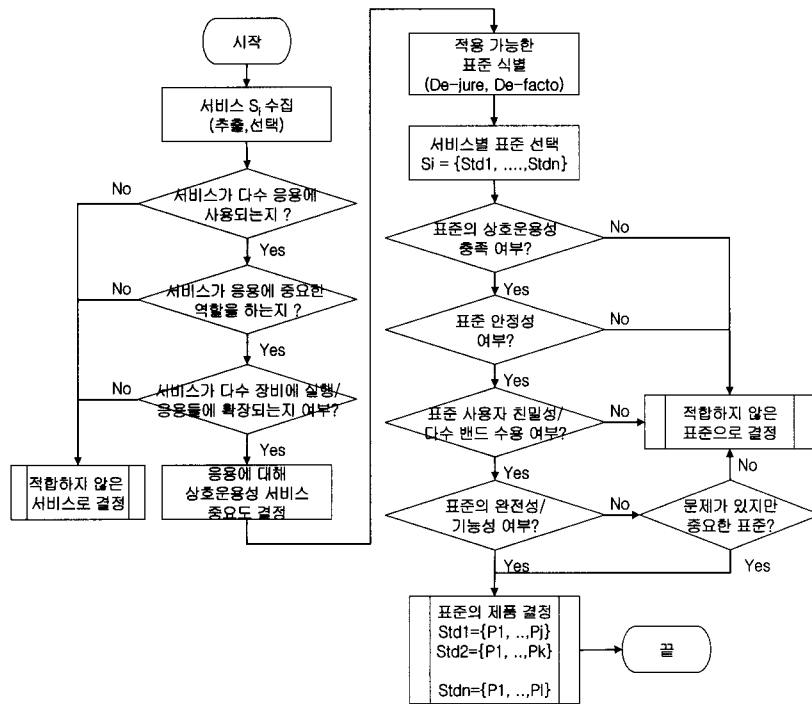 시작
서비스 Si 수집
(추출,선택)
No
서비스가 다수 응용에
사용되는지 ?
Yes
No
서비스가 응용에 중요한
역할을 하는지 ?
Yes
No
서비스가 다수 장비에 실행/
응용들에 확장되는지 여부?
Yes
적합하지 않은
서비스로 결정
응용에 대해
상호운용성 서비스
중요도 결정
적용 가능한
표준 식별
(De-jure, De-facto)
서비스별 표준 선택
Si = {Std1, ....,Stdn}
표준의 상호운용성
충족 여부?
No
Yes
표준 안정성
여부?
No
Yes
표준 사용자 친밀성/
다수 밴드 수용 여부?
No
적합하지 않은
표준으로 결정
Yes
No
표준의 완전성/
기능성 여부?
No
문제가 있지만
중요한 표준?
Yes
Yes
표준의 제품 결정
Std1={P1, ..,Pj}
Std2={P1, ..,Pk}
Stdn={P1, ..,Pl}
끝